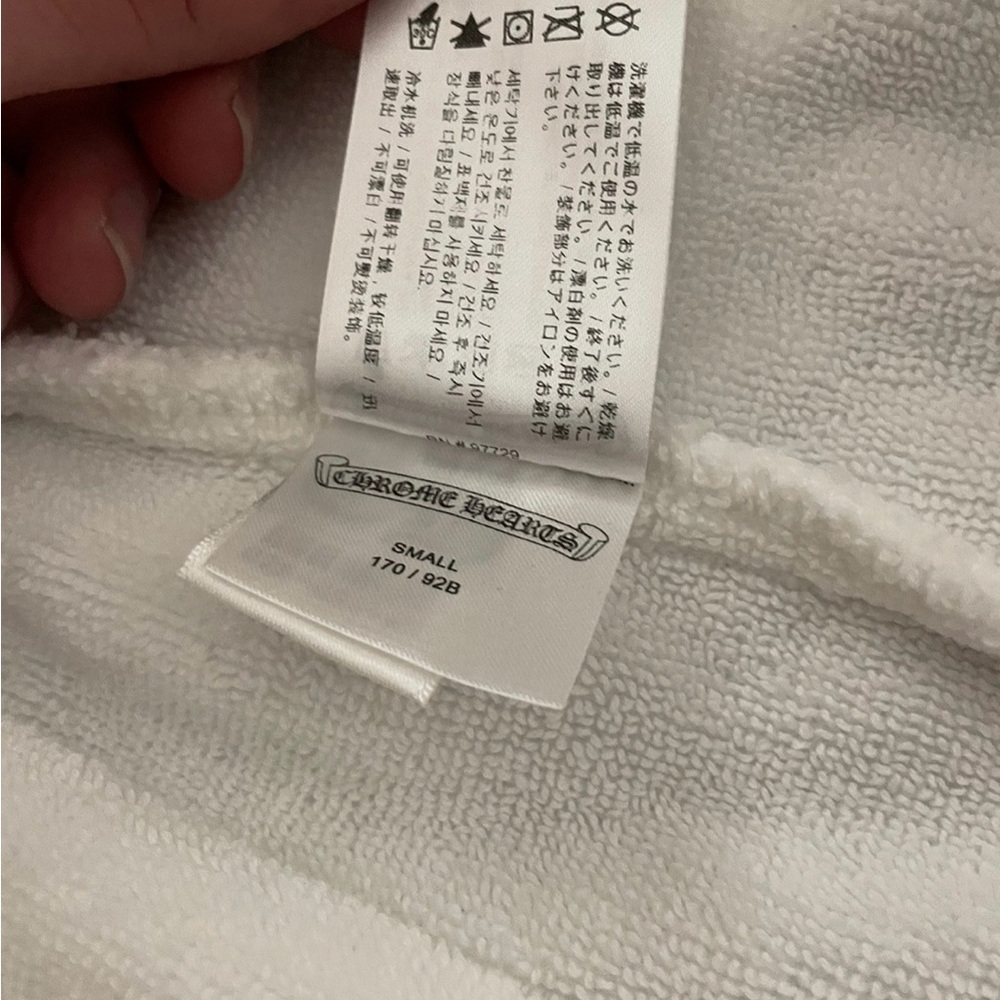 洗濯機で低温の水でお洗いください。/ 乾燥
機は低温でご使用ください。/ 終了後すぐに
取り出してください。/ 漂白剤の使用はお避
けください。/ 装飾部分はアイロンをお避け
下さい。
세탁기에서 찬물로 세탁하세요. / 건조기에서
낮은 온도로 건조 시키세요. / 건조 후 즉시
빼내세요. / 표백제를 사용하지 마세요. /
장식을 다림질하기 마십시요.
冷水机洗 / 可使用翻转干燥, 较低温度 / 迅
速取出 / 不可漂白 / 不可熨烫装饰。
RN # 97729
CHROME HEARTS
SMALL
170 / 92B